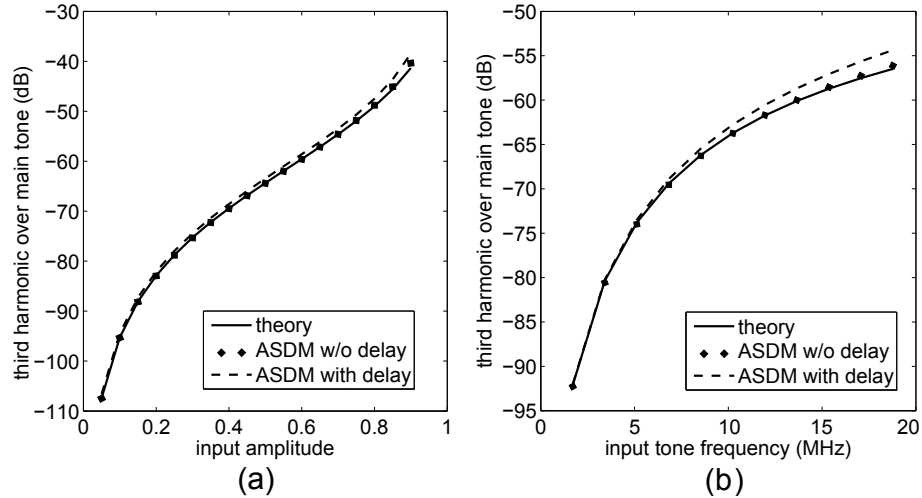 −30
−40
−50
−60
−70
−80
−90
−100
−110
0
0.2
0.4
0.6
0.8
1
third harmonic over main tone (dB)
input amplitude
theory
ASDM w/o delay
ASDM with delay
(a)
−50
−55
−60
−65
−70
−75
−80
−85
−90
−95
0
5
10
15
20
third harmonic over main tone (dB)
input tone frequency (MHz)
theory
ASDM w/o delay
ASDM with delay
(b)